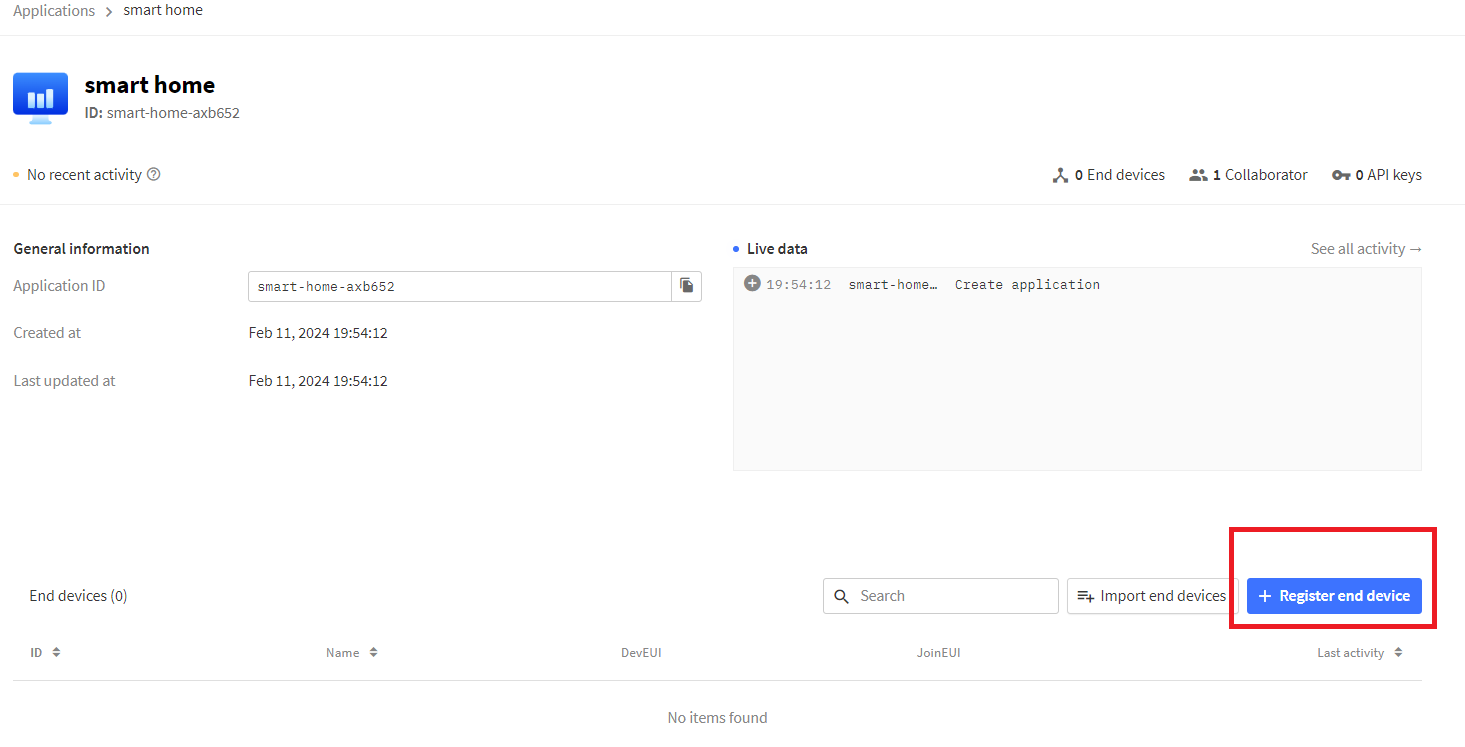 Applications > smart home
smart home
ID: smart-home-axb652
No recent activity
0 End devices 1 Collaborator 0 API keys
General information
Live data See all activity →
Application ID smart-home-axb652
19:54:12 smart-home… Create application
Created at Feb 11, 2024 19:54:12
Last updated at Feb 11, 2024 19:54:12
End devices (0) Search Import end devices + Register end device
ID Name DevEUI JoinEUI Last activity
No items found